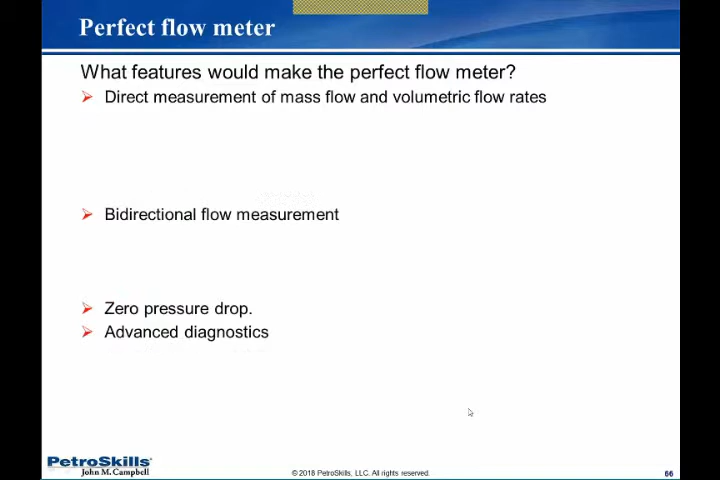 Perfect flow meter
What features would make the perfect flow meter?
Direct measurement of mass flow and volumetric flow rates
Bidirectional flow measurement
Zero pressure drop.
Advanced diagnostics
PetroSkills
John M. Campbell
© 2018 PetroSkills, LLC. All rights reserved.
66